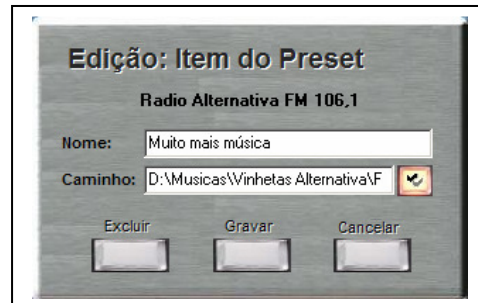 Edição: Item do Preset
Radio Alternativa FM 106,1
Nome: Muito mais música
Caminho: D:\Musicas\Vinhetas Alternativa\F
Excluir Gravar Cancelar